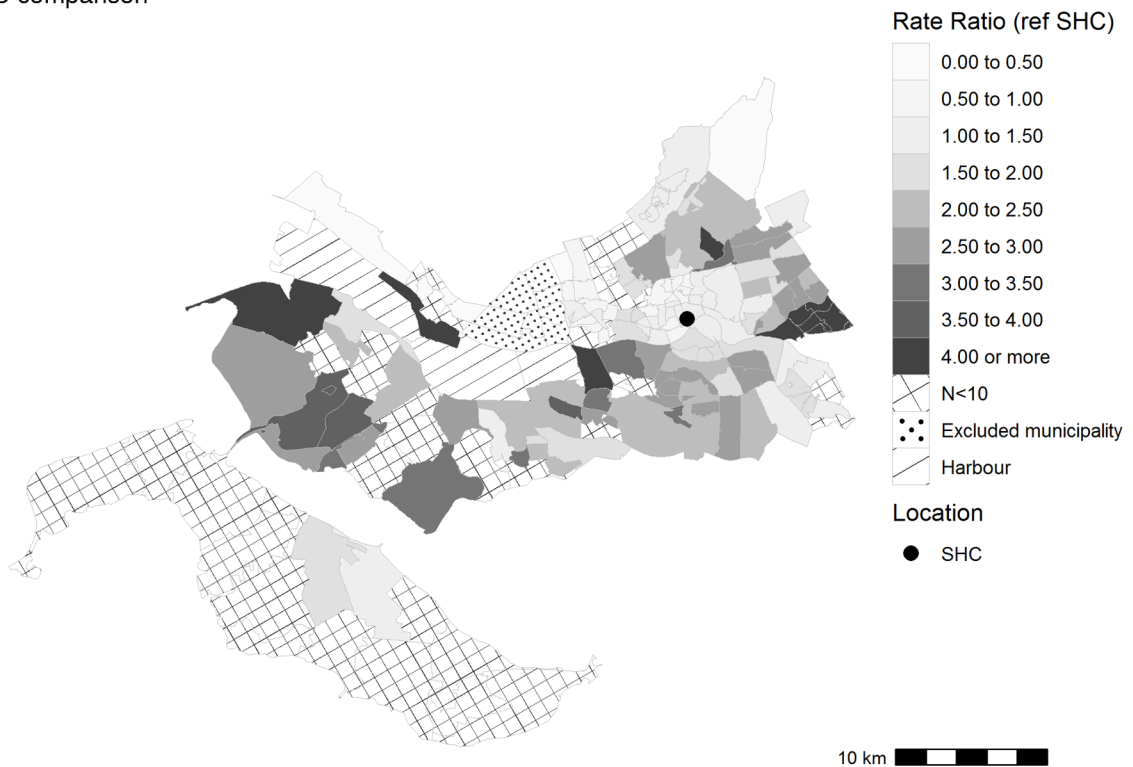 comparison
Rate Ratio (ref SHC)
0.00 to 0.50
0.50 to 1.00
1.00 to 1.50
1.50 to 2.00
2.00 to 2.50
2.50 to 3.00
3.00 to 3.50
3.50 to 4.00
4.00 or more
N<10
Excluded municipality
Harbour
Location
SHC
10 km